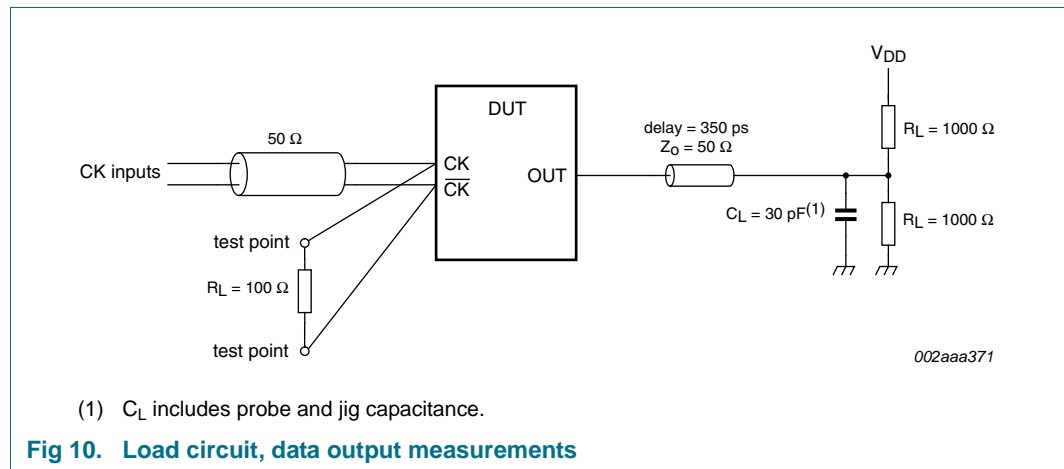 VDD
DUT
50 Ω
delay = 350 ps
Zo = 50 Ω
RL = 1000 Ω
CK inputs
CK
CK
OUT
CL = 30 pF(1)
RL = 1000 Ω
test point
RL = 100 Ω
test point
002aaa371
(1) CL includes probe and jig capacitance.
Fig 10. Load circuit, data output measurements